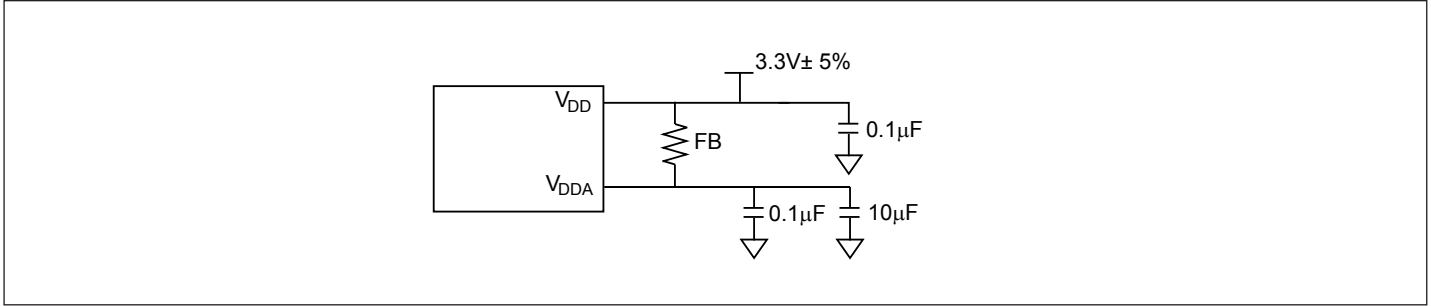 3.3V± 5%
VDD
0.1μF
FB
VDDA
0.1μF
10μF